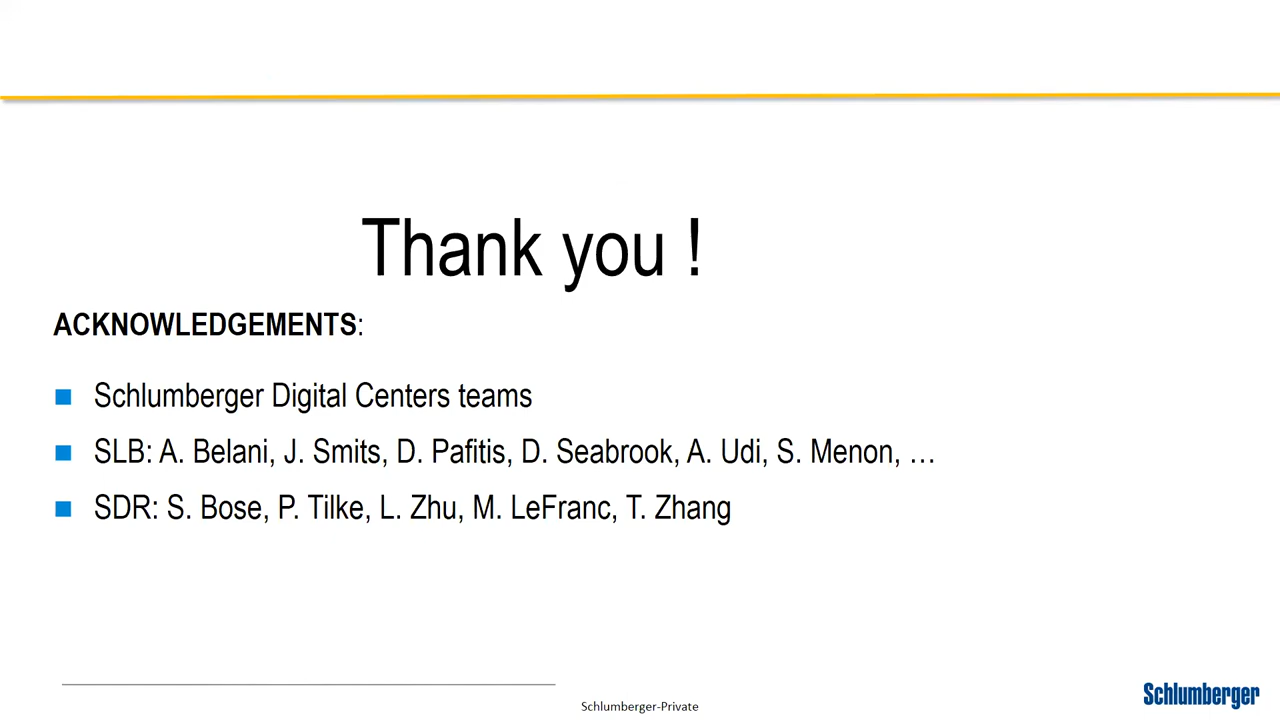 Thank you !
ACKNOWLEDGEMENTS:
Schlumberger Digital Centers teams
SLB: A. Belani, J. Smits, D. Pafitis, D. Seabrook, A. Udi, S. Menon, …
SDR: S. Bose, P. Tilke, L. Zhu, M. LeFranc, T. Zhang
Schlumberger-Private
Schlumberger